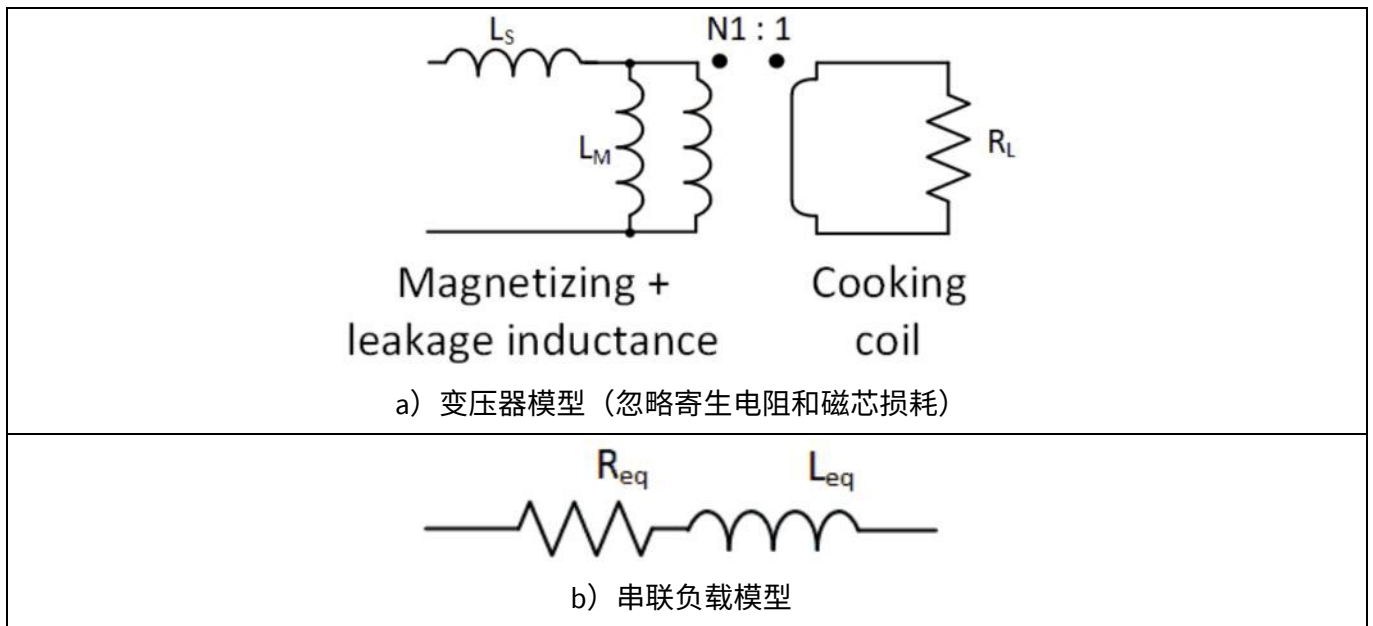 L_S N1 : 1
L_M R_L
Magnetizing + Cooking
leakage inductance coil
a）变压器模型（忽略寄生电阻和磁芯损耗）
R_eq L_eq
b）串联负载模型